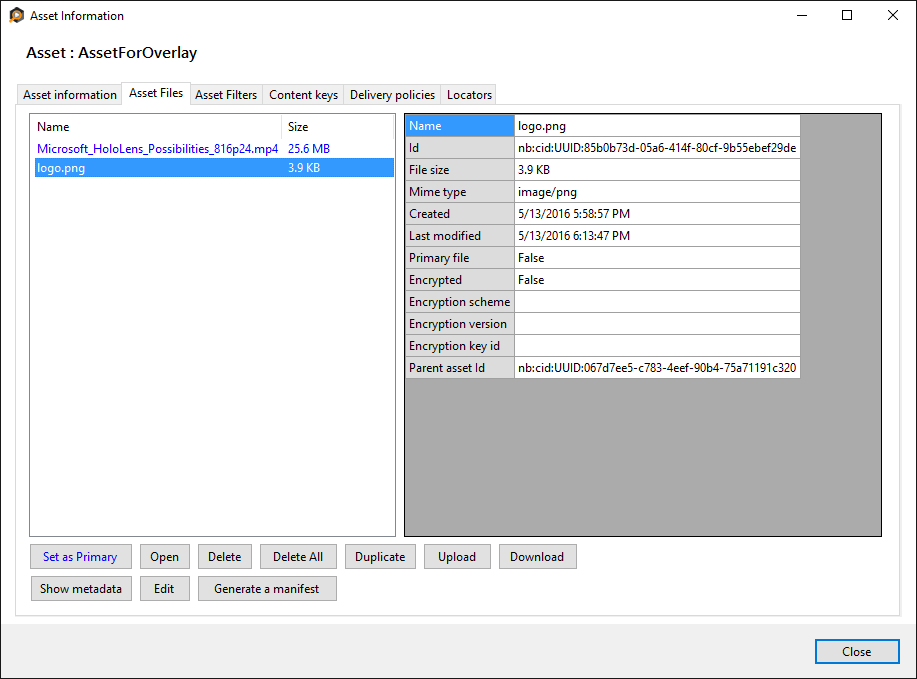 Asset Information
Asset : AssetForOverlay
Asset information Asset Files Asset Filters Content keys Delivery policies Locators
Name Size
Microsoft_HoloLens_Possibilities_816p24.mp4 25.6 MB
logo.png 3.9 KB
Name logo.png
Id nb:cid:UUID:85b0b73d-05a6-414f-80cf-9b55ebef29de
File size 3.9 KB
Mime type image/png
Created 5/13/2016 5:58:57 PM
Last modified 5/13/2016 6:13:47 PM
Primary file False
Encrypted False
Encryption scheme
Encryption version
Encryption key id
Parent asset Id nb:cid:UUID:067d7ee5-c783-4eef-90b4-75a71191c320
Set as Primary Open Delete Delete All Duplicate Upload Download
Show metadata Edit Generate a manifest
Close